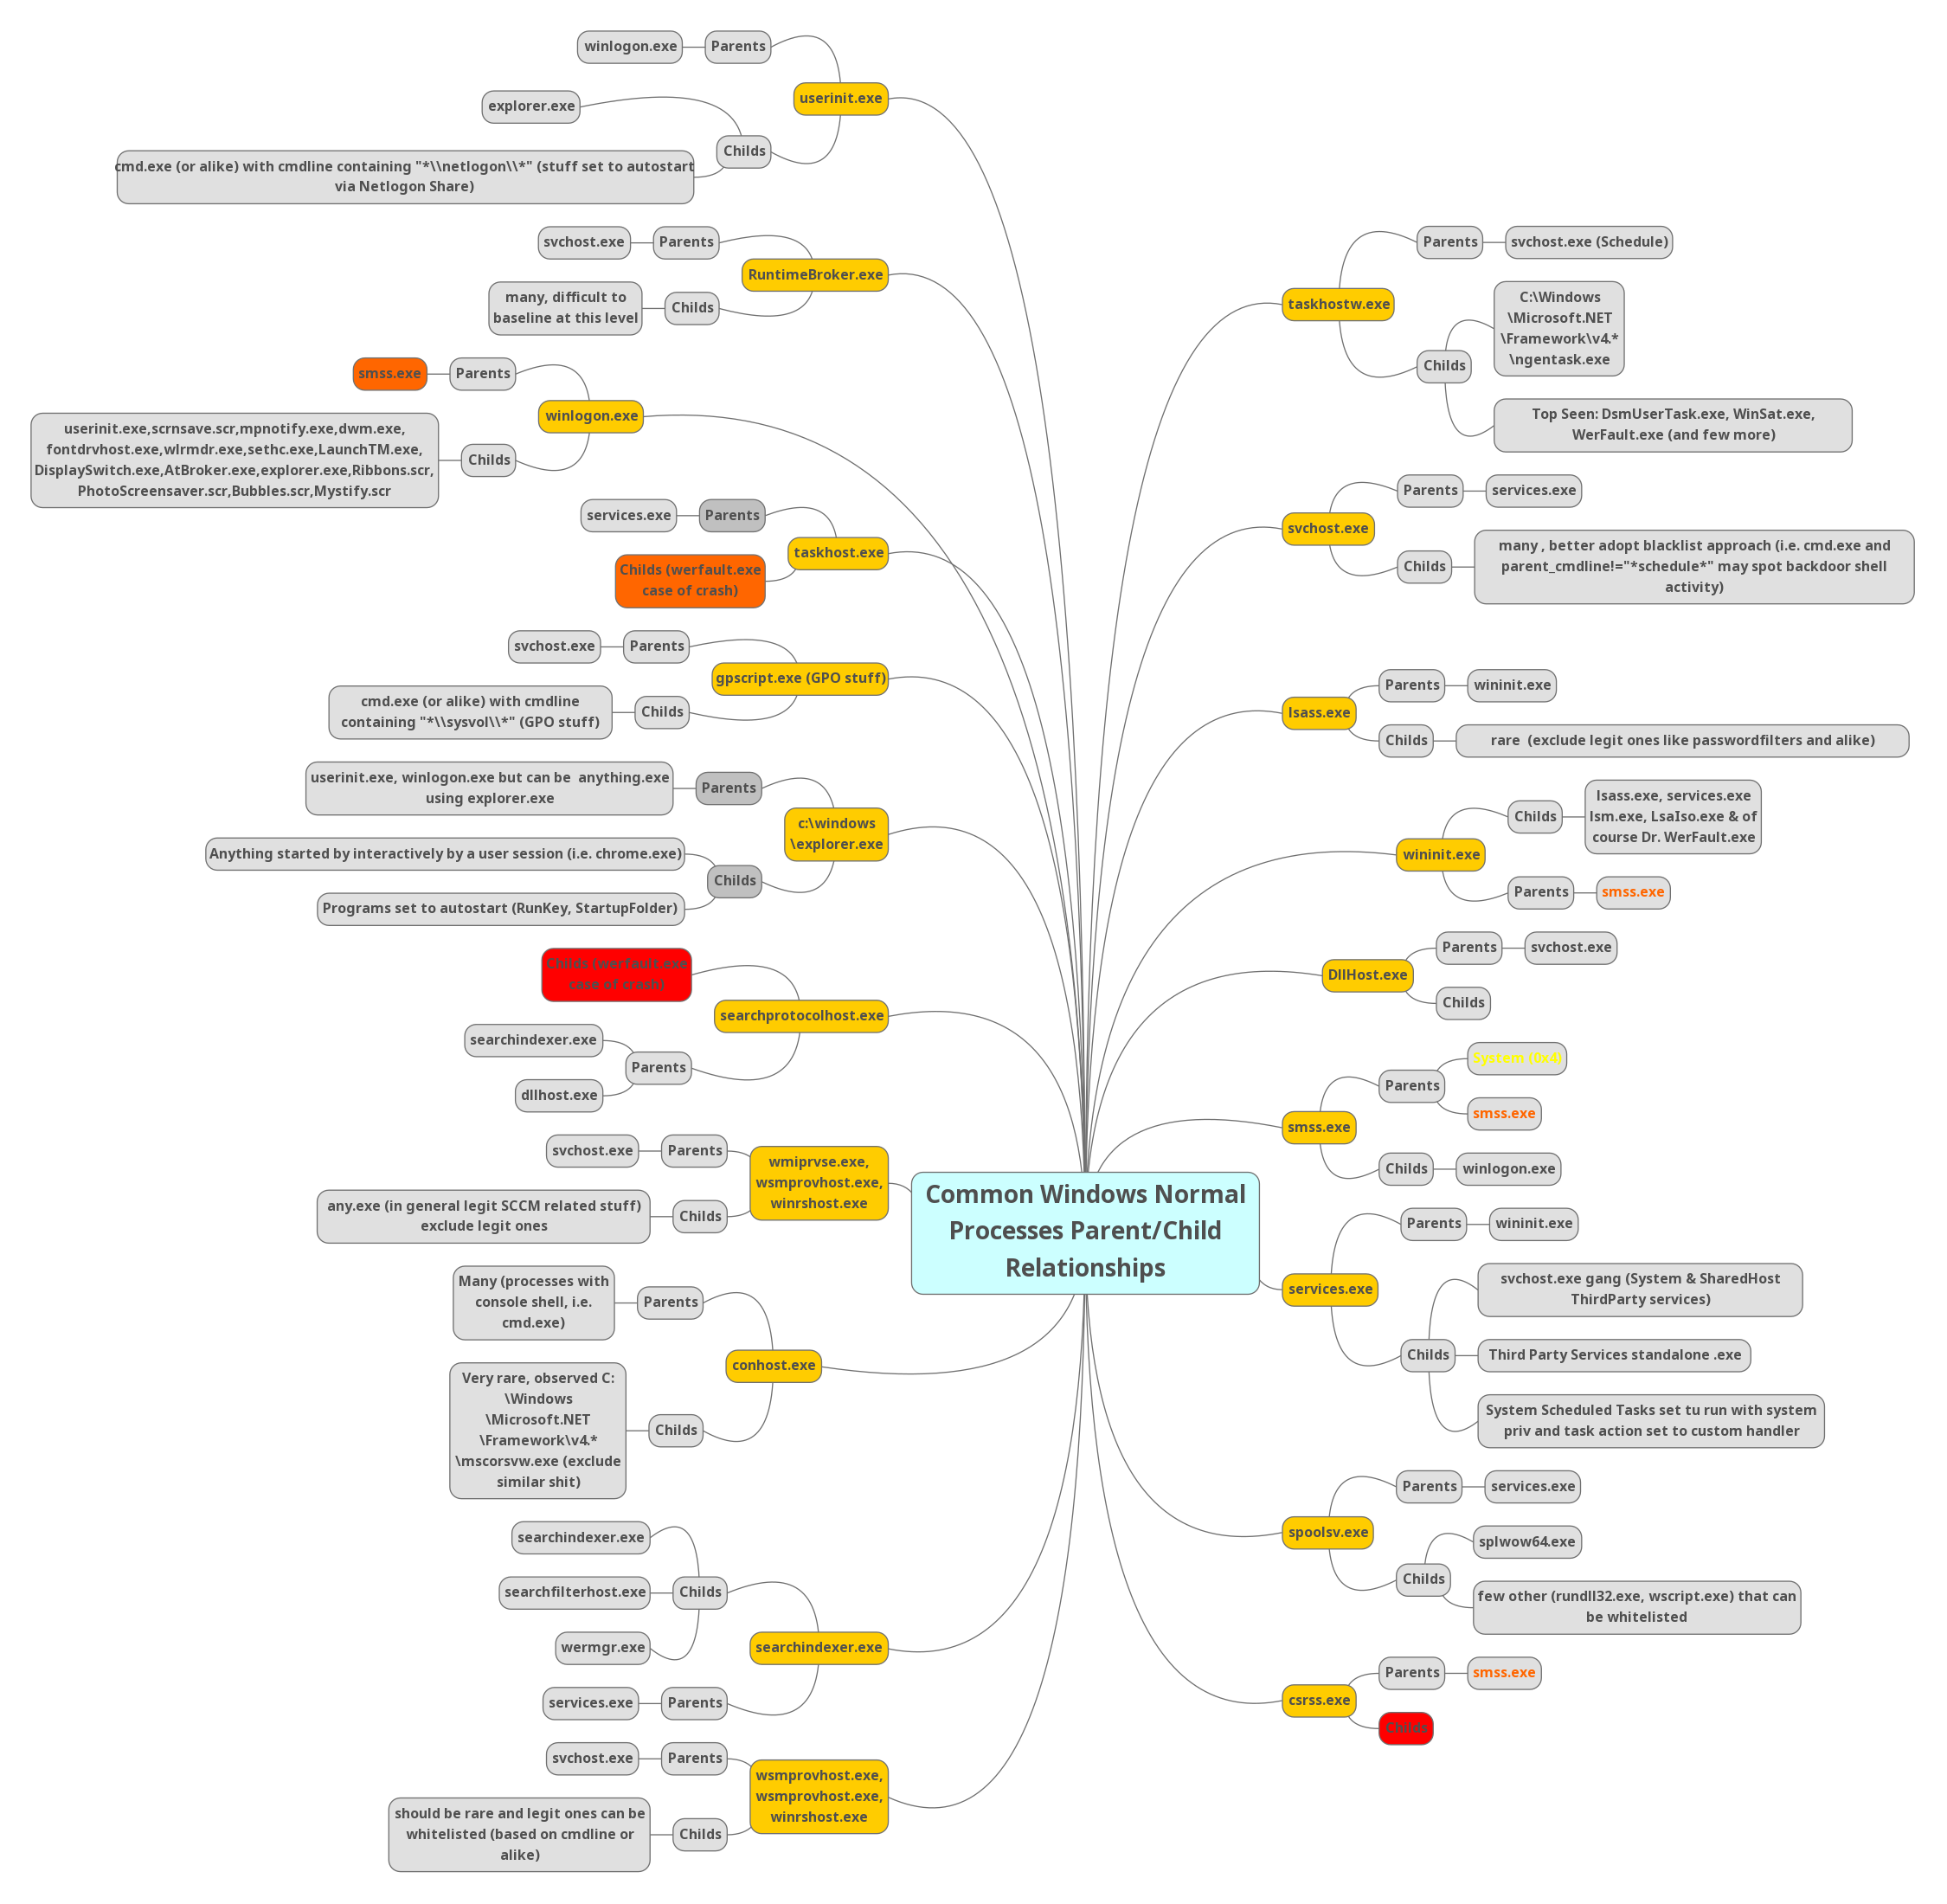 winlogon.exe
Parents
userinit.exe
explorer.exe
Childs
cmd.exe (or alike) with cmdline containing "*\\netlogon\\*" (stuff set to autostart
via Netlogon Share)
svchost.exe
Parents
RuntimeBroker.exe
many, difficult to
baseline at this level
Childs
smss.exe
Parents
winlogon.exe
userinit.exe,scrnsave.scr,mpnotify.exe,dwm.exe,
fontdrvhost.exe,wlrmdr.exe,sethc.exe,LaunchTM.exe,
DisplaySwitch.exe,AtBroker.exe,explorer.exe,Ribbons.scr,
PhotoScreensaver.scr,Bubbles.scr,Mystify.scr
Childs
services.exe
Parents
taskhost.exe
Childs (werfault.exe
case of crash)
svchost.exe
Parents
gpscript.exe (GPO stuff)
cmd.exe (or alike) with cmdline
containing "*\\sysvol\\*" (GPO stuff)
Childs
userinit.exe, winlogon.exe but can be  anything.exe
using explorer.exe
Parents
c:\windows
\explorer.exe
Anything started by interactively by a user session (i.e. chrome.exe)
Childs
Programs set to autostart (RunKey, StartupFolder)
Childs (werfault.exe
case of crash)
searchprotocolhost.exe
searchindexer.exe
Parents
dllhost.exe
svchost.exe
Parents
wmiprvse.exe,
wsmprovhost.exe,
winrshost.exe
any.exe (in general legit SCCM related stuff)
exclude legit ones
Childs
Common Windows Normal
Processes Parent/Child
Relationships
Many (processes with
console shell, i.e.
cmd.exe)
Parents
conhost.exe
Very rare, observed C:
\Windows
\Microsoft.NET
\Framework\v4.*
\mscorsvw.exe (exclude
similar shit)
Childs
searchindexer.exe
searchfilterhost.exe
Childs
wermgr.exe
searchindexer.exe
services.exe
Parents
svchost.exe
Parents
wsmprovhost.exe,
wsmprovhost.exe,
winrshost.exe
should be rare and legit ones can be
whitelisted (based on cmdline or
alike)
Childs
taskhostw.exe
Parents
svchost.exe (Schedule)
Childs
C:\Windows
\Microsoft.NET
\Framework\v4.*
\ngentask.exe
Top Seen: DsmUserTask.exe, WinSat.exe,
WerFault.exe (and few more)
svchost.exe
Parents
services.exe
Childs
many , better adopt blacklist approach (i.e. cmd.exe and
parent_cmdline!="*schedule*" may spot backdoor shell
activity)
lsass.exe
Parents
wininit.exe
Childs
rare  (exclude legit ones like passwordfilters and alike)
wininit.exe
Childs
lsass.exe, services.exe
lsm.exe, LsaIso.exe & of
course Dr. WerFault.exe
Parents
smss.exe
DllHost.exe
Parents
svchost.exe
Childs
smss.exe
Parents
System (0x4)
smss.exe
Childs
winlogon.exe
services.exe
Parents
wininit.exe
Childs
svchost.exe gang (System & SharedHost
ThirdParty services)
Third Party Services standalone .exe
System Scheduled Tasks set tu run with system
priv and task action set to custom handler
spoolsv.exe
Parents
services.exe
Childs
splwow64.exe
few other (rundll32.exe, wscript.exe) that can
be whitelisted
csrss.exe
Parents
smss.exe
Childs